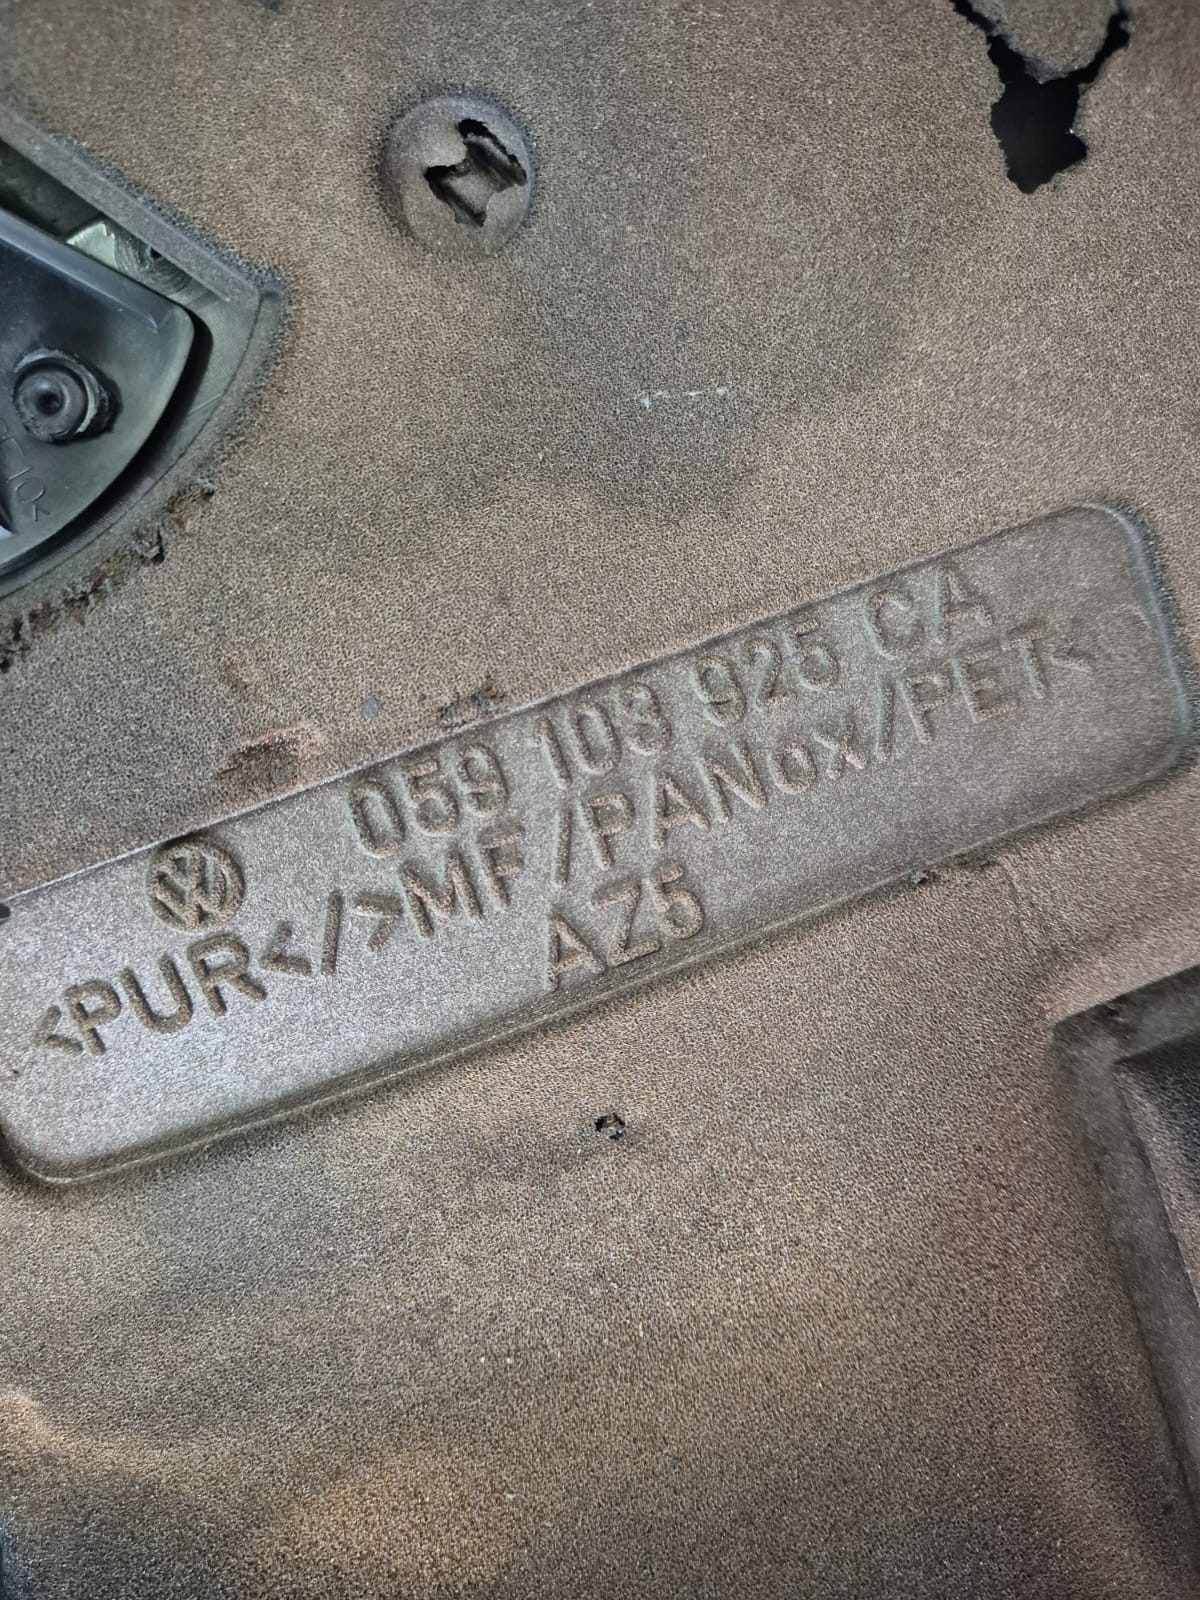 059 103 925 CA
<PUR</>MF/PANox/PET<
AZ5